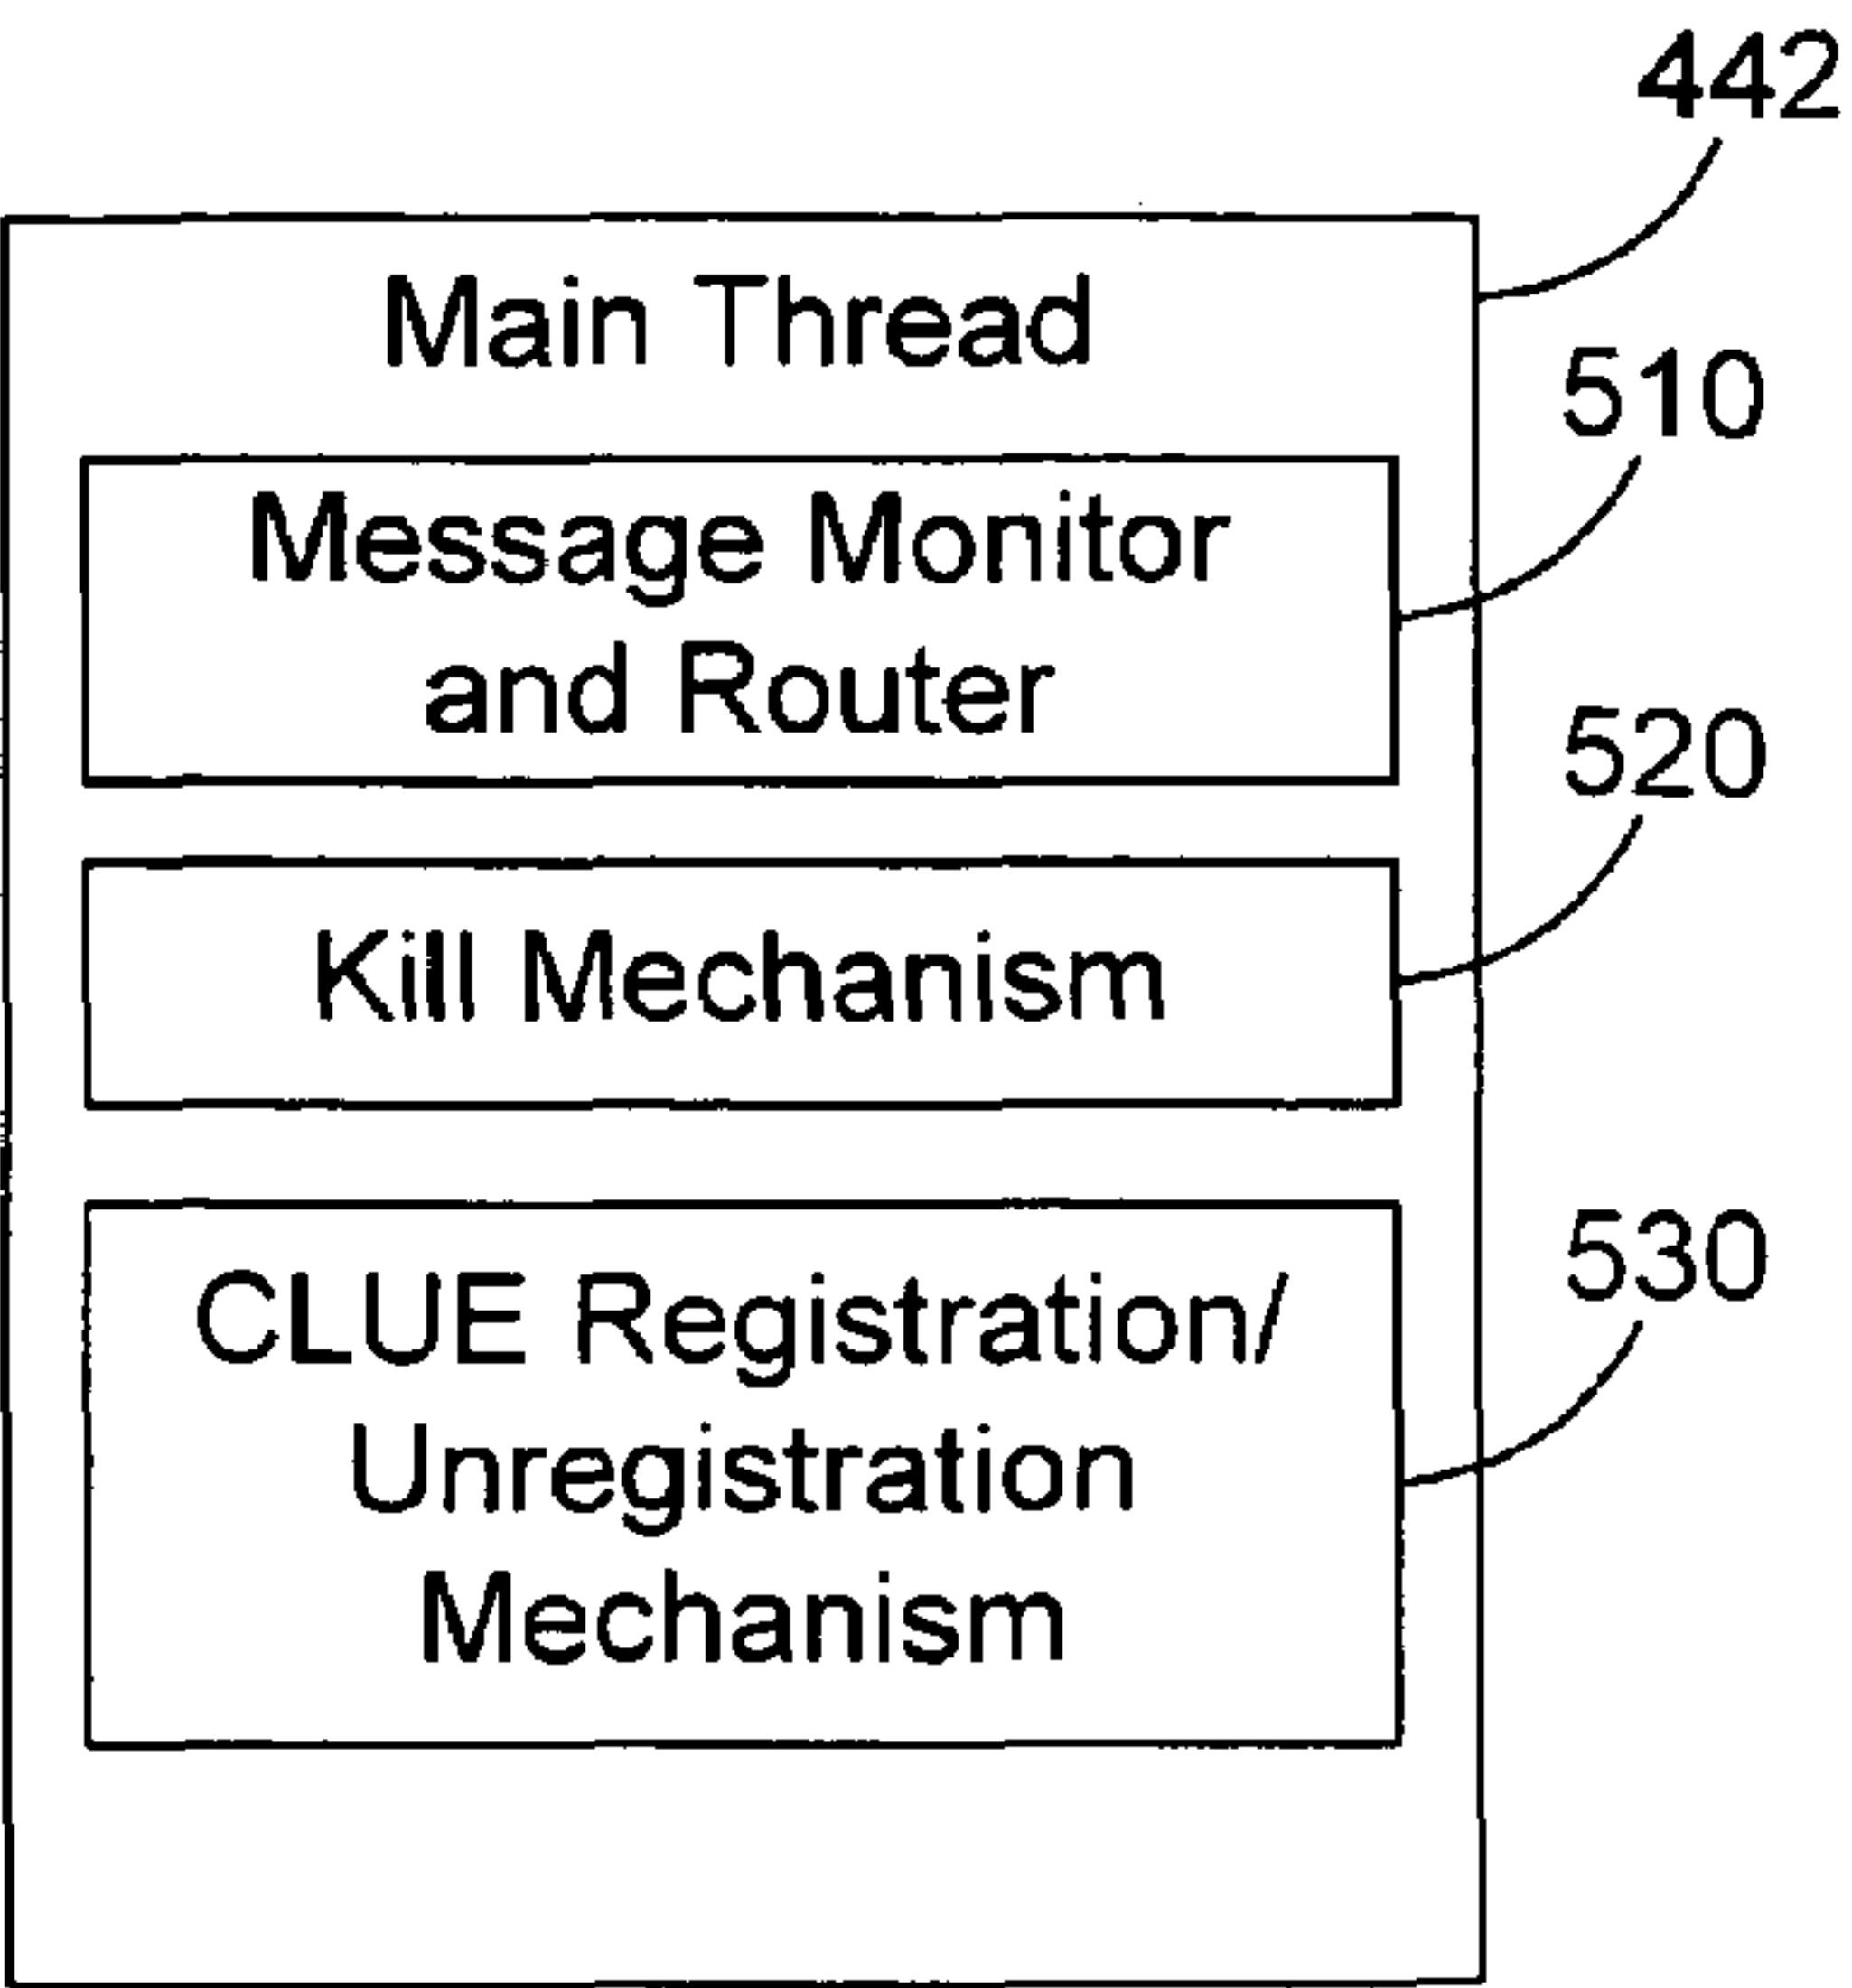 442
Main Thread
510
Message Monitor
and Router
520
Kill Mechanism
530
CLUE Registration/
Unregistration
Mechanism